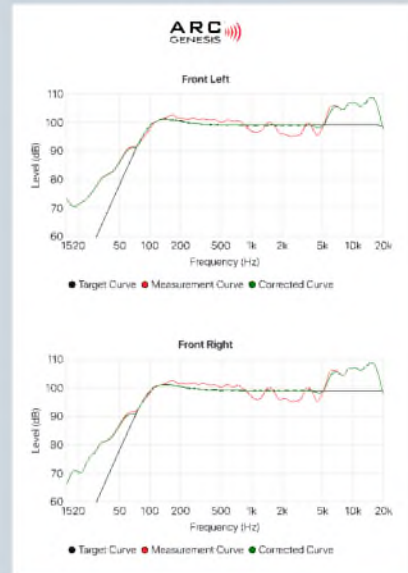 ARC
GENESIS
Front Left
110
100
90
80
70
60
Level (dB)
1520 50 100 200 500 1k 2k 5k 10k 20k
Frequency (Hz)
Target Curve Measurement Curve Corrected Curve
Front Right
110
100
90
80
70
60
Level (dB)
1520 50 100 200 500 1k 2k 5k 10k 20k
Frequency (Hz)
Target Curve Measurement Curve Corrected Curve